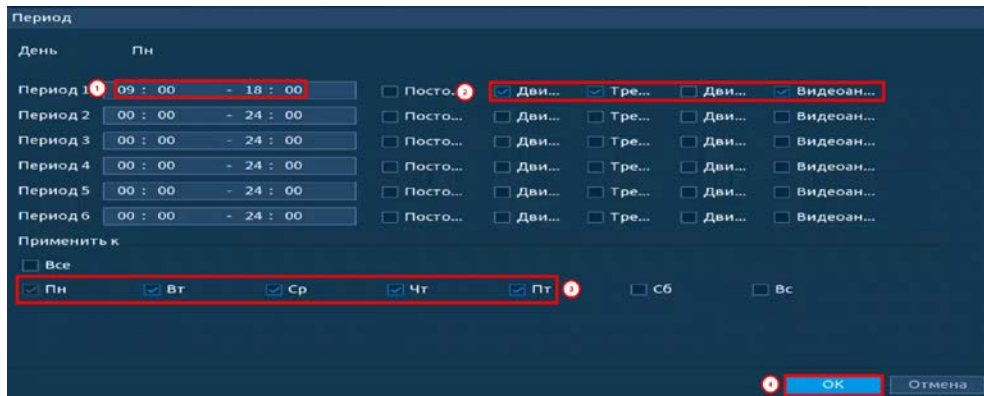 Период
День Пн
Период 1 1 09 : 00 - 18 : 00 Посто... 2 Дви... Тре... Дви... Видеоан...
Период 2 00 : 00 - 24 : 00 Посто... Дви... Тре... Дви... Видеоан...
Период 3 00 : 00 - 24 : 00 Посто... Дви... Тре... Дви... Видеоан...
Период 4 00 : 00 - 24 : 00 Посто... Дви... Тре... Дви... Видеоан...
Период 5 00 : 00 - 24 : 00 Посто... Дви... Тре... Дви... Видеоан...
Период 6 00 : 00 - 24 : 00 Посто... Дви... Тре... Дви... Видеоан...
Применить к
Все
Пн Вт Ср Чт Пт 3 Сб Вс
4 OK Отмена